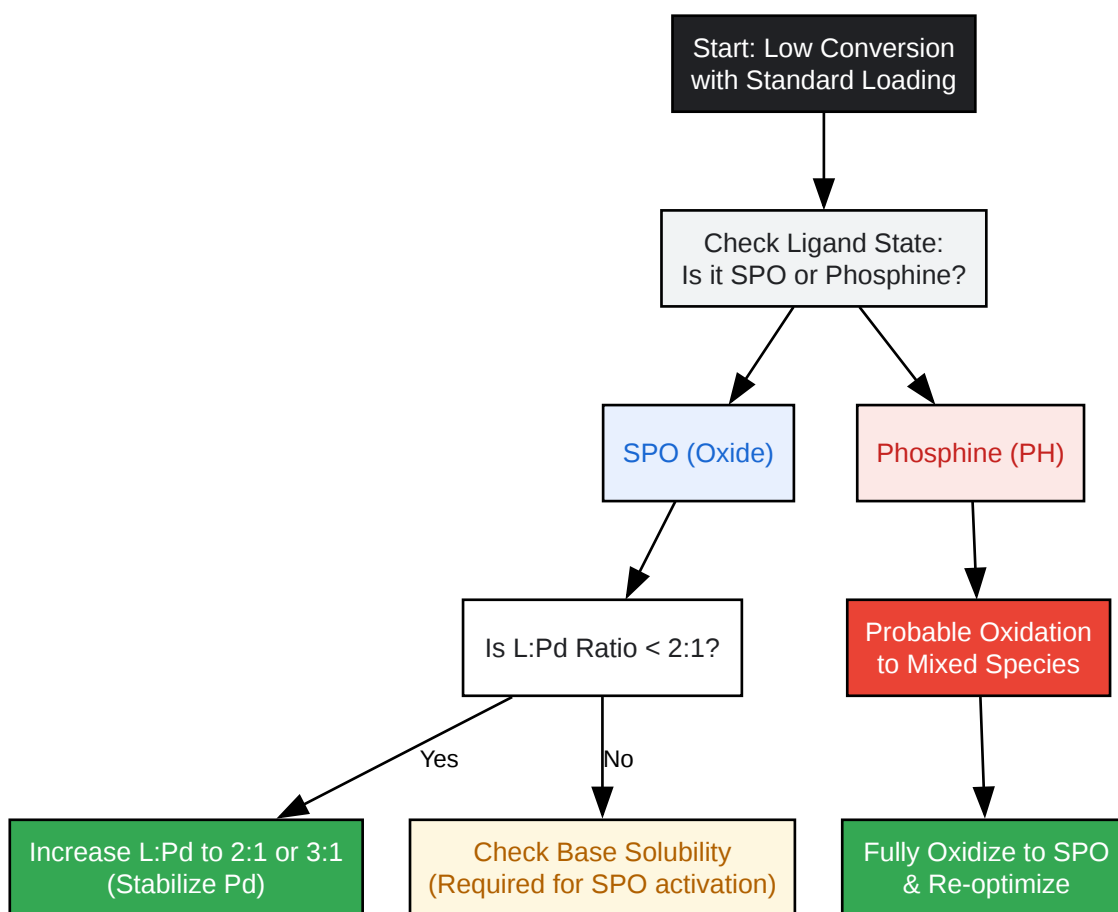 Start: Low Conversion
with Standard Loading
Check Ligand State:
Is it SPO or Phosphine?
SPO (Oxide)
Phosphine (PH)
Is L:Pd Ratio < 2:1?
Probable Oxidation
to Mixed Species
Yes
No
Increase L:Pd to 2:1 or 3:1
(Stabilize Pd)
Check Base Solubility
(Required for SPO activation)
Fully Oxidize to SPO
& Re-optimize